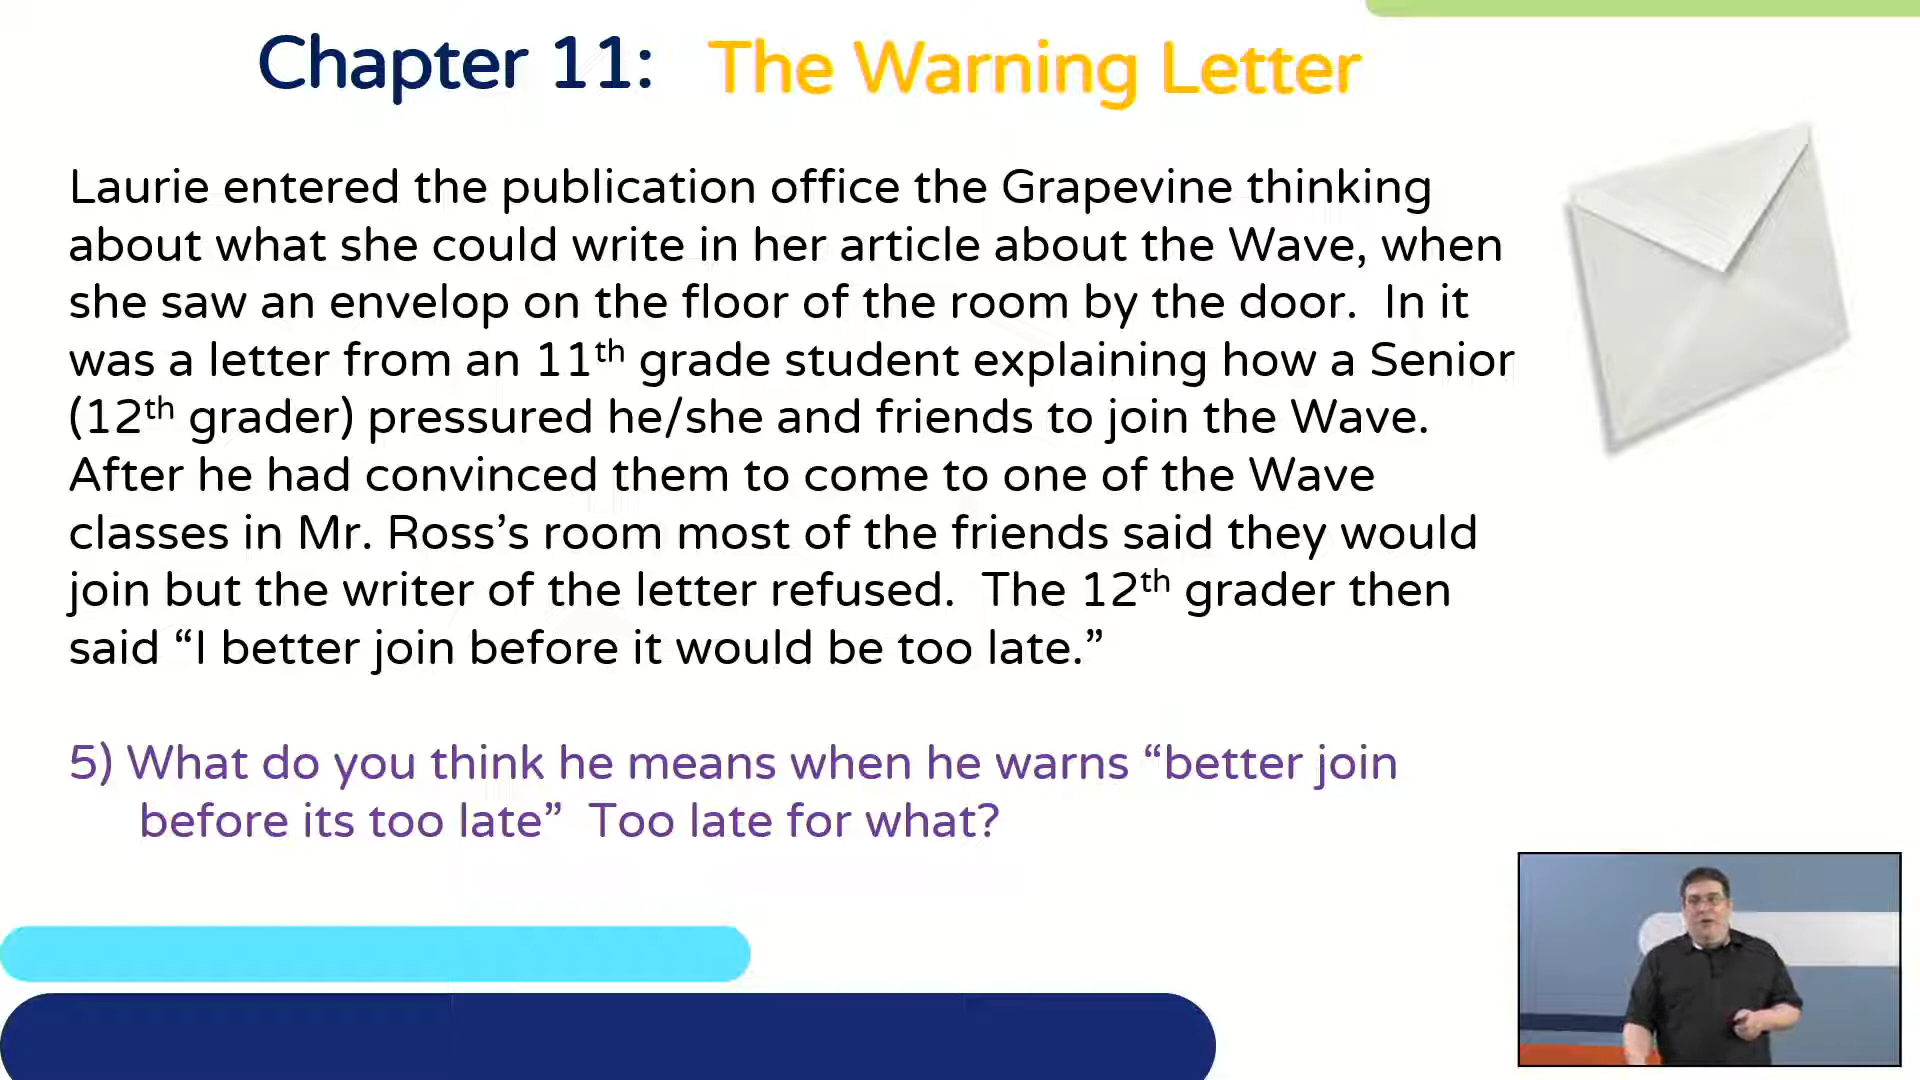 Chapter 11: The Warning Letter
Laurie entered the publication office the Grapevine thinking
about what she could write in her article about the Wave, when
she saw an envelop on the floor of the room by the door.  In it
was a letter from an 11th grade student explaining how a Senior
(12th grader) pressured he/she and friends to join the Wave.
After he had convinced them to come to one of the Wave
classes in Mr. Ross’s room most of the friends said they would
join but the writer of the letter refused.  The 12th grader then
said “I better join before it would be too late.”
5) What do you think he means when he warns “better join
before its too late”  Too late for what?